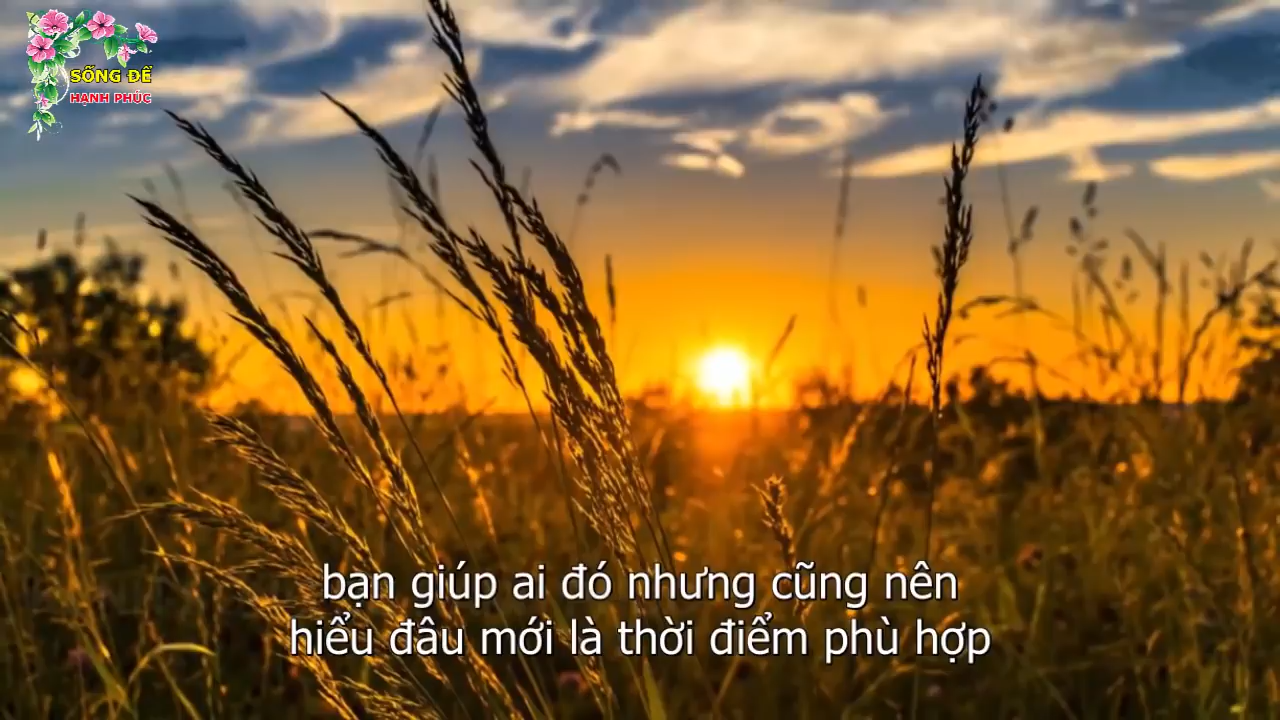 SỐNG ĐỂ
HẠNH PHÚC
bạn giúp ai đó nhưng cũng nên
hiểu đâu mới là thời điểm phù hợp